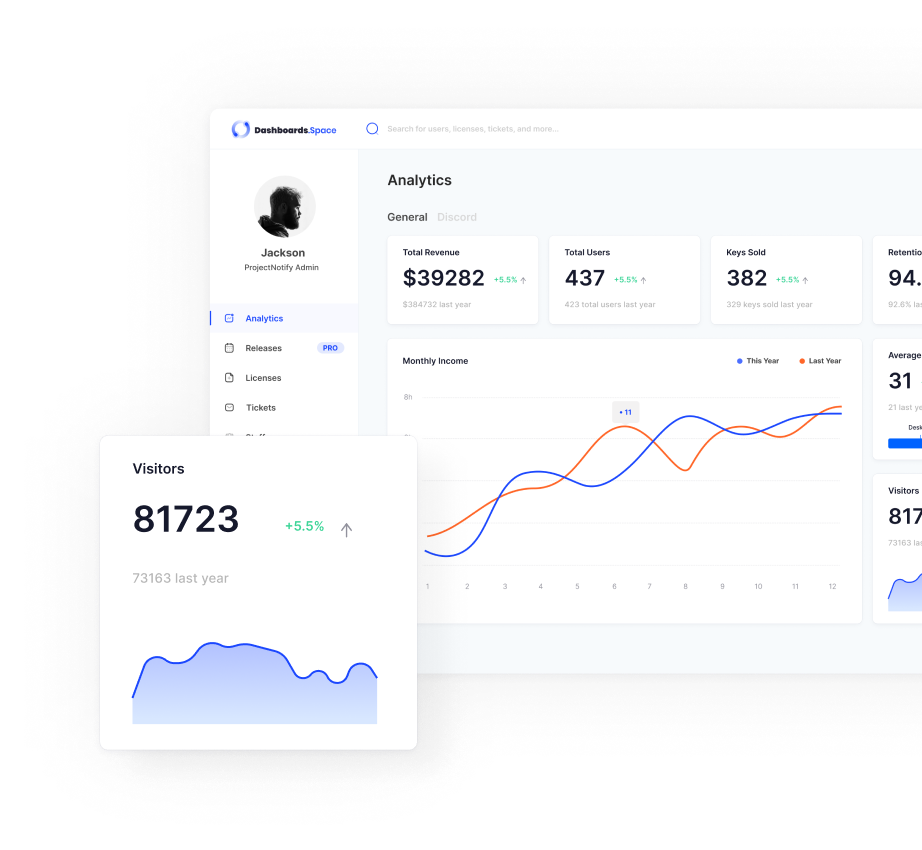 Dashboards.Space
Search for users, licenses, tickets, and more...
Jackson
ProjectNotify Admin
Analytics
Releases
PRO
Licenses
Tickets
Analytics
General Discord
Total Revenue
$39282 +5.5%
$384732 last year
Total Users
437 +5.5%
423 total users last year
Keys Sold
382 +5.5%
329 keys sold last year
94.
92.6%
Monthly Income
This Year Last Year
8h
• 11
1 2 3 4 5 6 7 8 9 10 11 12
Average
31
21 last
Visitors
817
73163
Visitors
81723 +5.5%
73163 last year